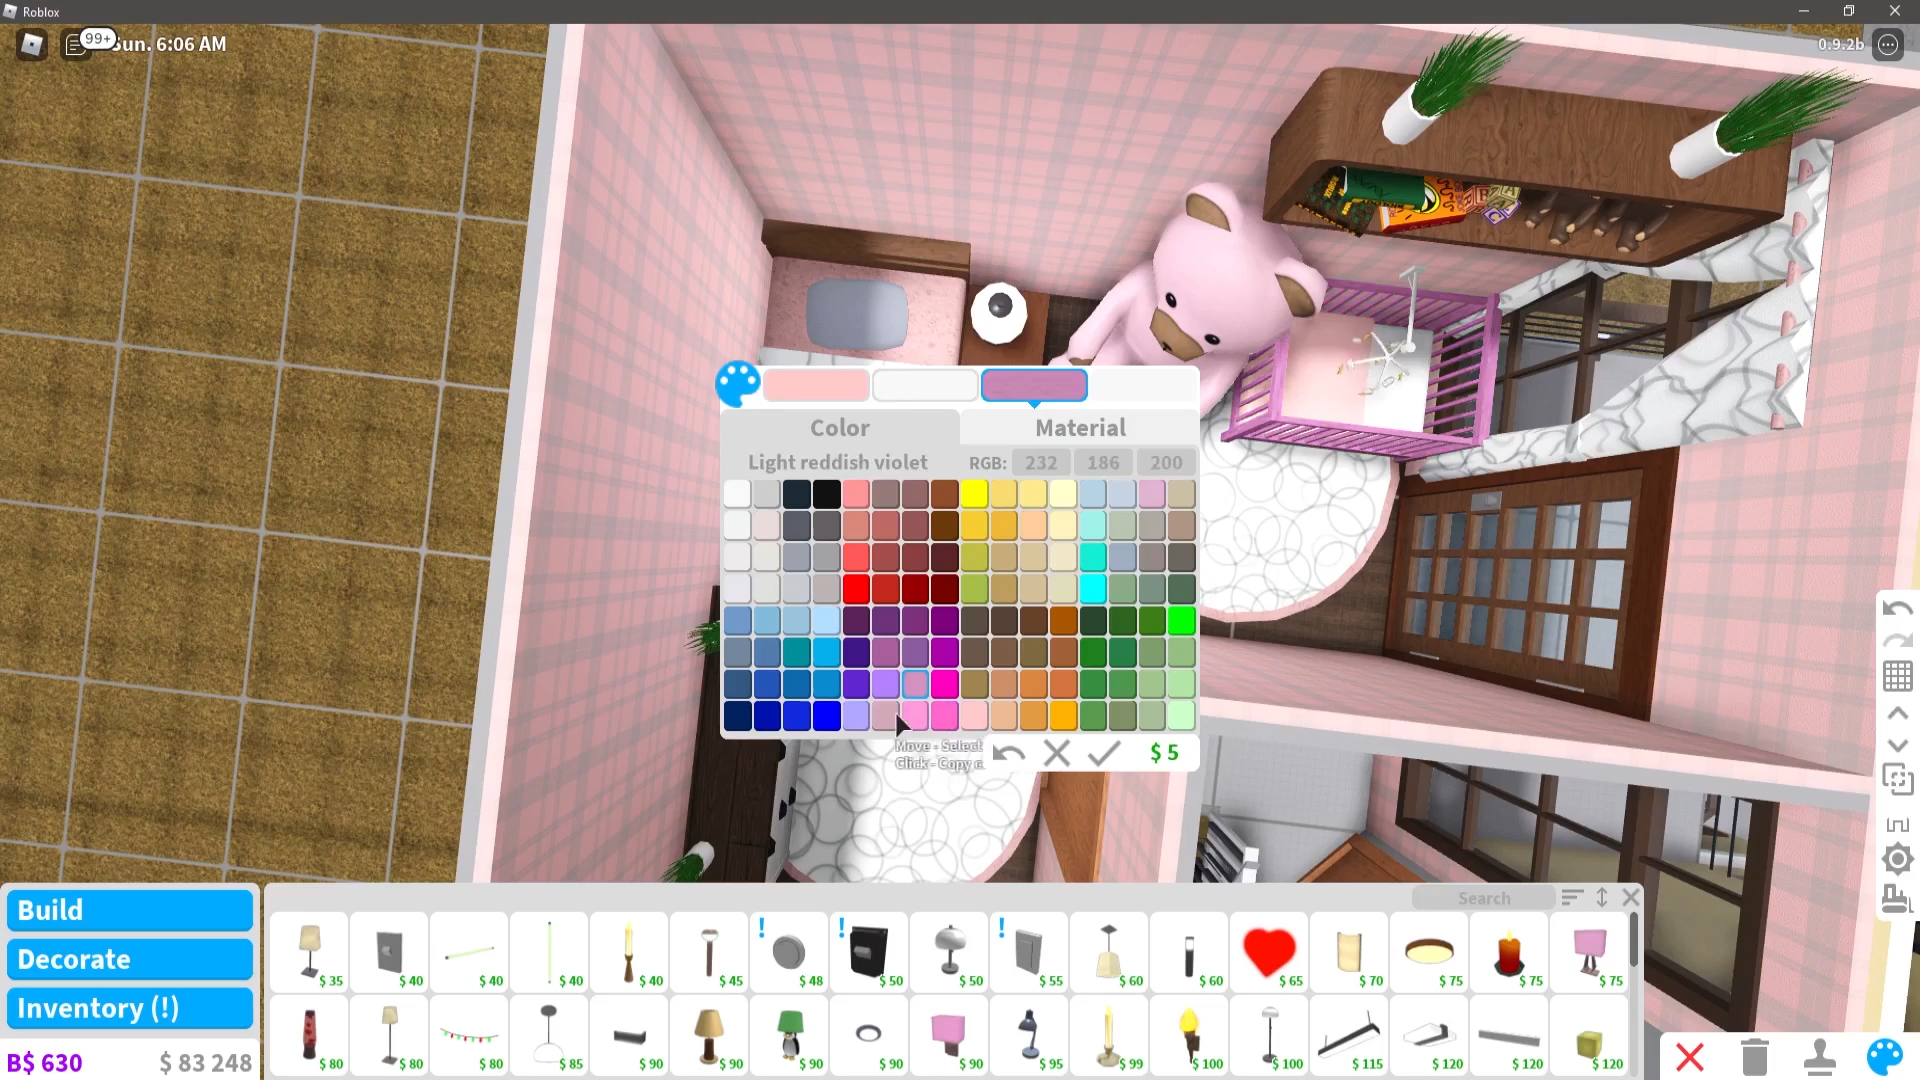 Roblox
99+
Sun. 6:06 AM
0.9.2b
Color
Material
Light reddish violet
RGB: 232 186 200
Move - Select
Click - Copy c
$ 5
Build
Decorate
Inventory (!)
B$ 630
$ 83 248
Search
$ 35
$ 40
$ 40
$ 40
$ 40
$ 45
! $ 48
! $ 50
$ 50
! $ 55
$ 60
$ 60
$ 65
$ 70
$ 75
$ 75
$ 75
$ 80
$ 80
$ 80
$ 85
$ 90
$ 90
$ 90
$ 90
$ 90
$ 95
$ 99
$ 100
$ 100
$ 115
$ 120
$ 120
$ 120